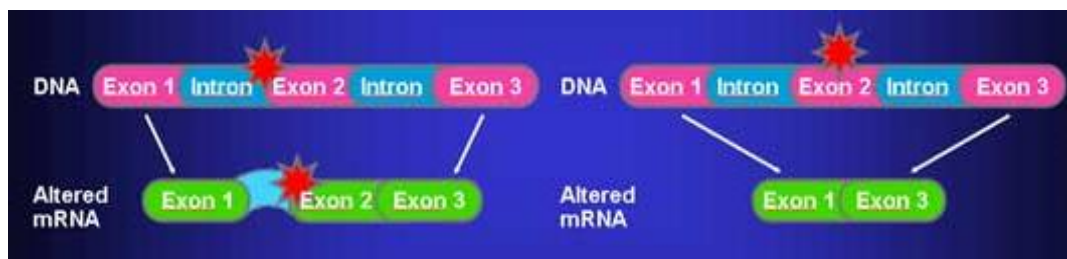 DNA Exon 1 Intron Exon 2 Intron Exon 3
Altered mRNA Exon 1 Exon 2 Exon 3
DNA Exon 1 Intron Exon 2 Intron Exon 3
Altered mRNA Exon 1 Exon 3